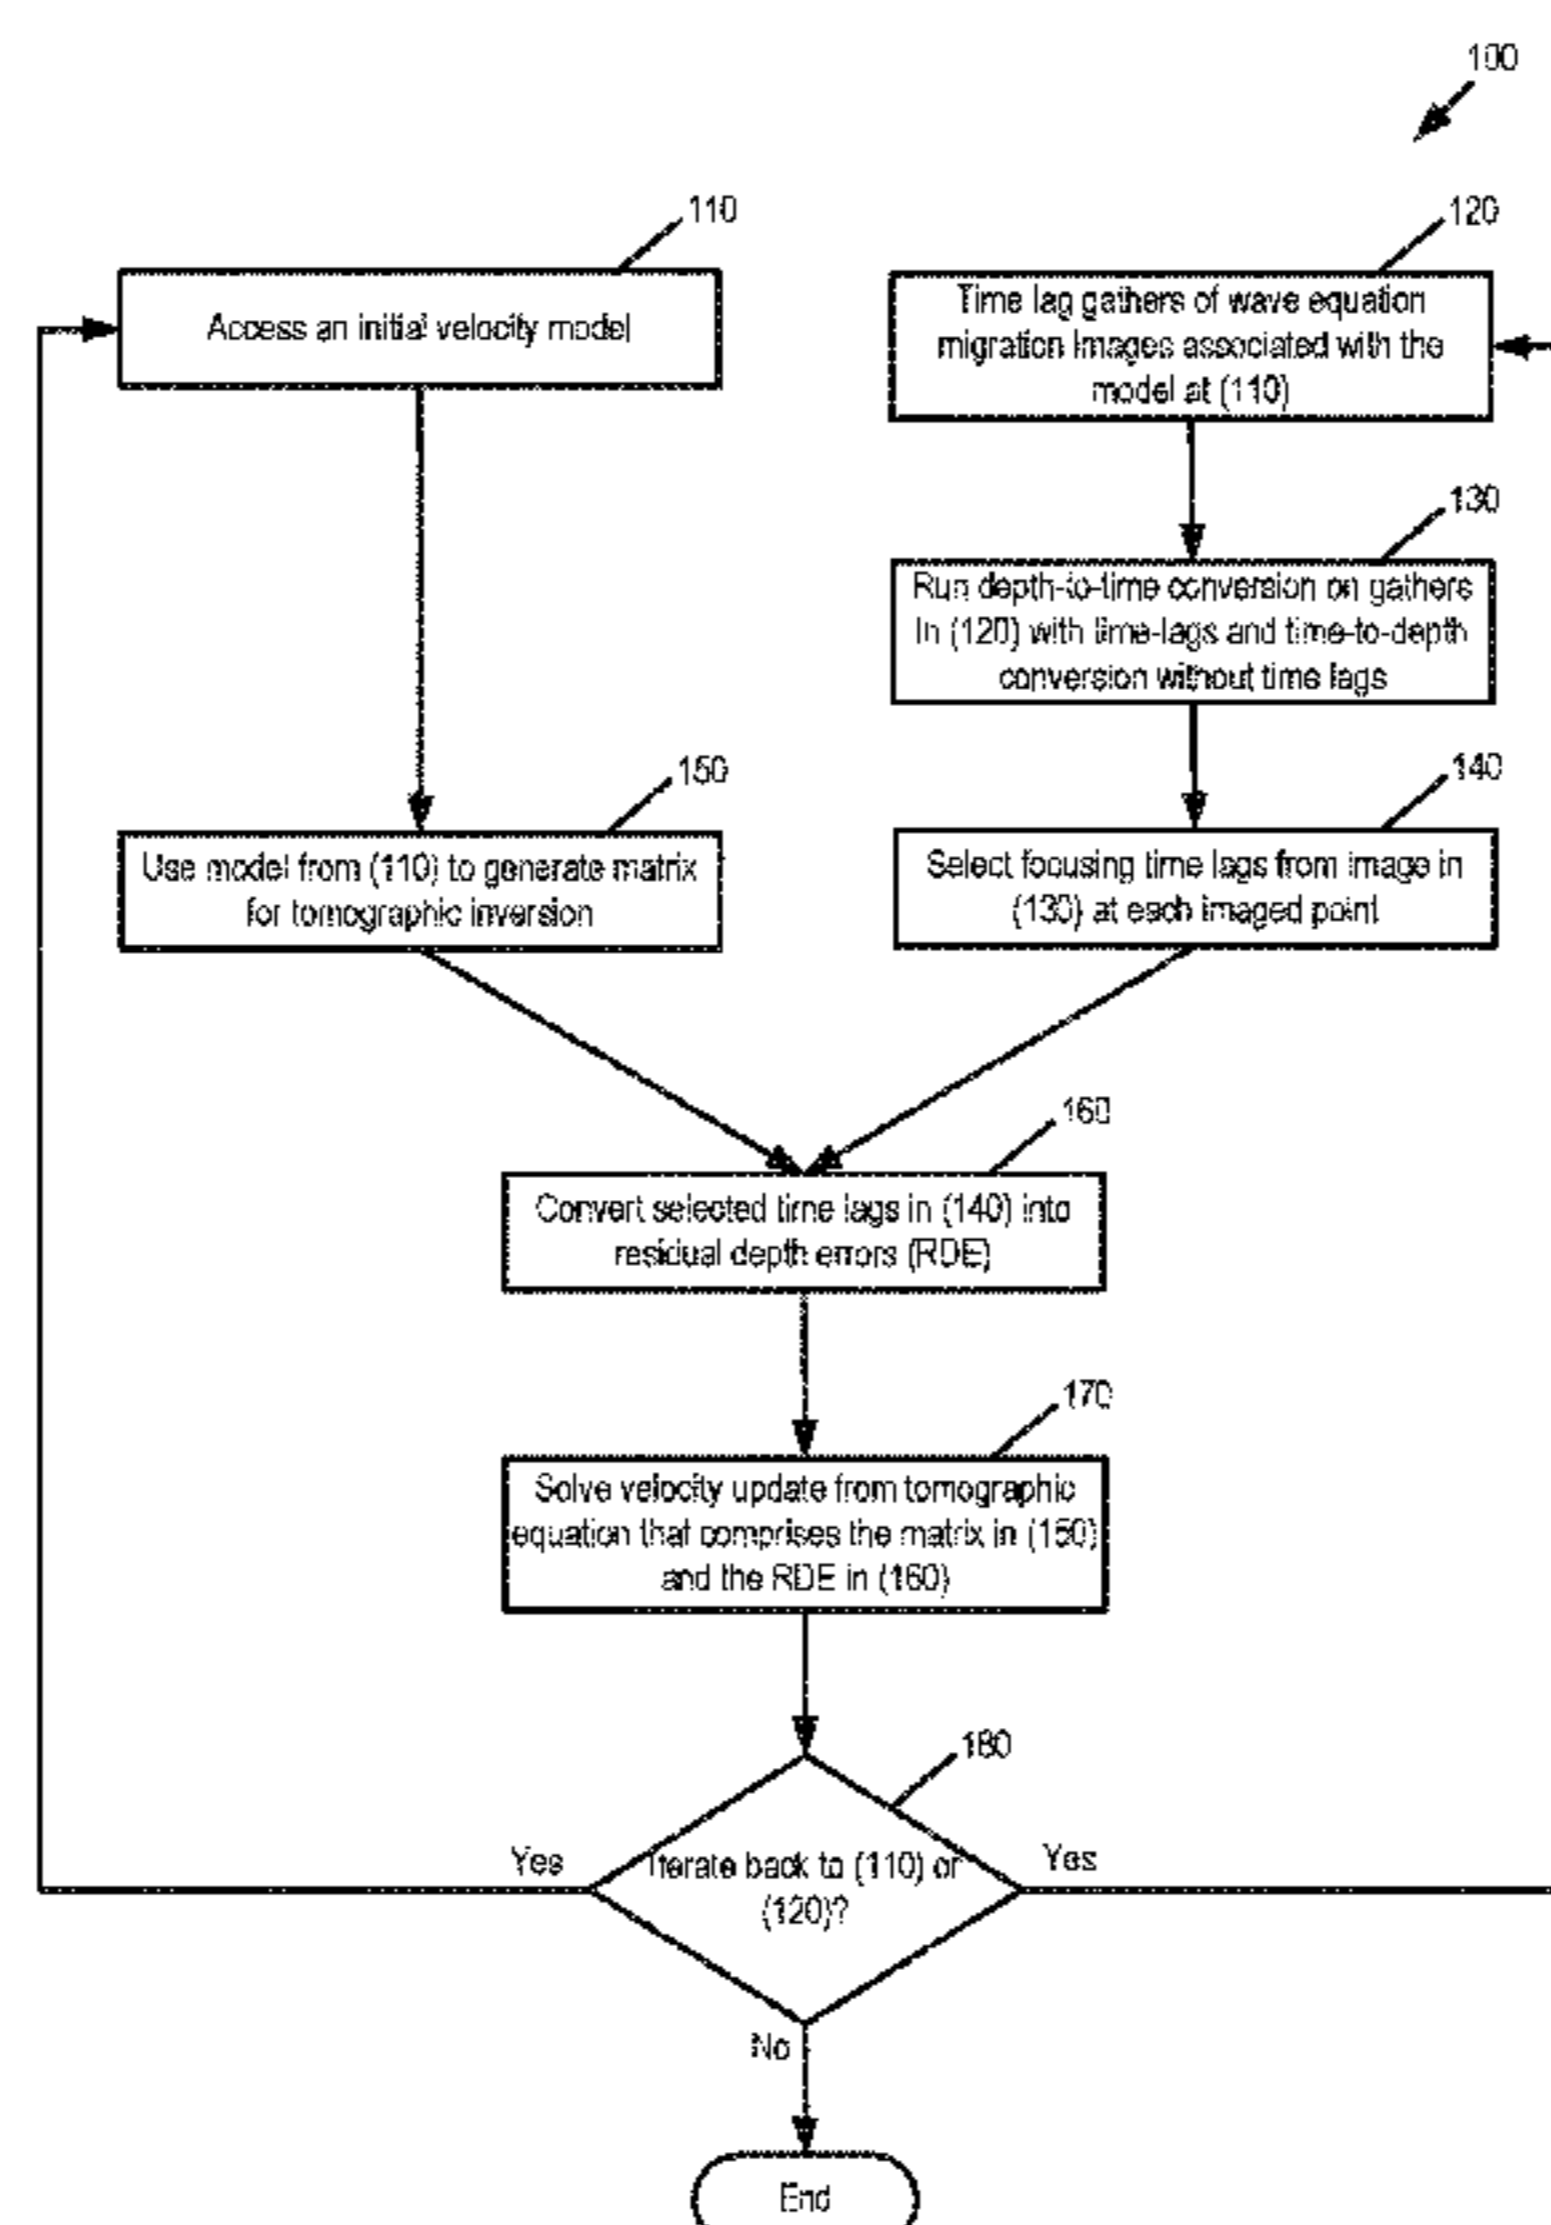 100
110
Access an initial velocity model
120
Time lag gathers of wave equation
migration images associated with the
model at (110)
130
Run depth-to-time conversion on gathers
in (120) with time-lags and time-to-depth
conversion without time lags
150
Use model from (110) to generate matrix
for tomographic inversion
140
Select focusing time lags from image in
(130) at each imaged point
160
Convert selected time lags in (140) into
residual depth errors (RDE)
170
Solve velocity update from tomographic
equation that comprises the matrix in (150)
and the RDE in (160)
180
Yes
Iterate back to (110) or
(120)?
Yes
No
End